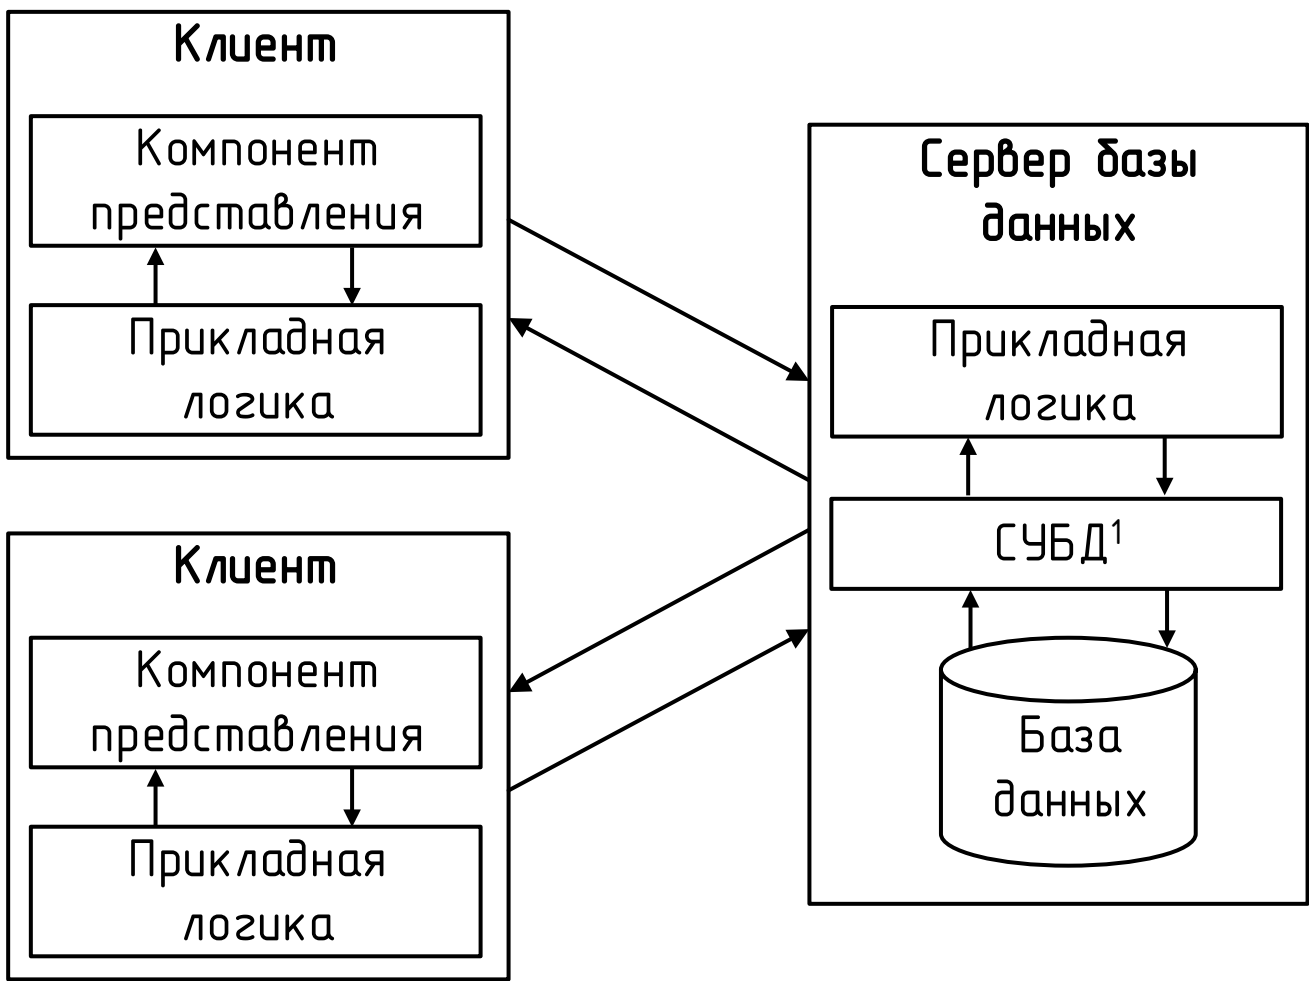 Клиент
Компонент
представления
Прикладная
логика
Клиент
Компонент
представления
Прикладная
логика
Сервер базы
данных
Прикладная
логика
СУБД¹
База
данных